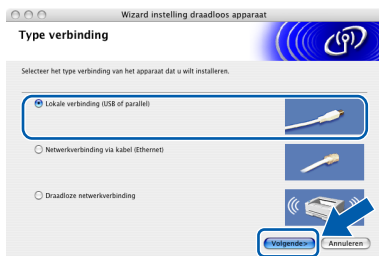 Wizard instelling draadloos apparaat
Type verbinding
Selecteer het type verbinding van het apparaat dat u wilt installeren.
Lokale verbinding (USB of parallel)
Netwerkverbinding via kabel (Ethernet)
Draadloze netwerkverbinding
Volgende>
Annuleren